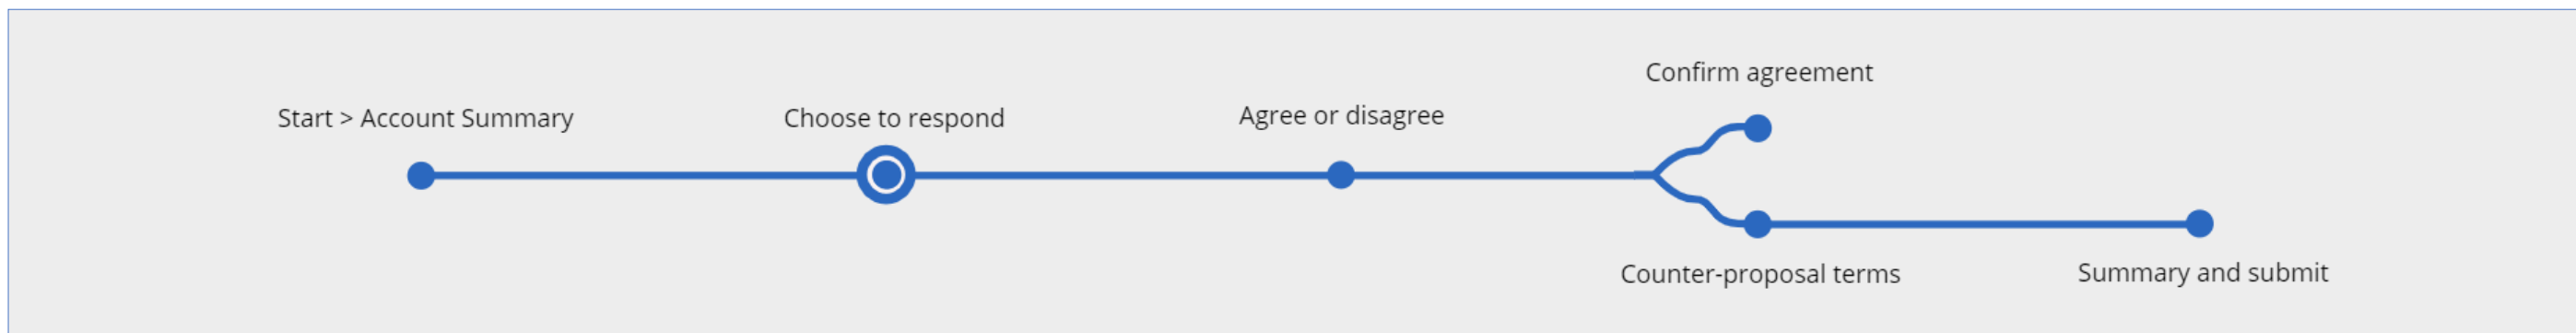 Start > Account Summary
Choose to respond
Agree or disagree
Confirm agreement
Counter-proposal terms
Summary and submit